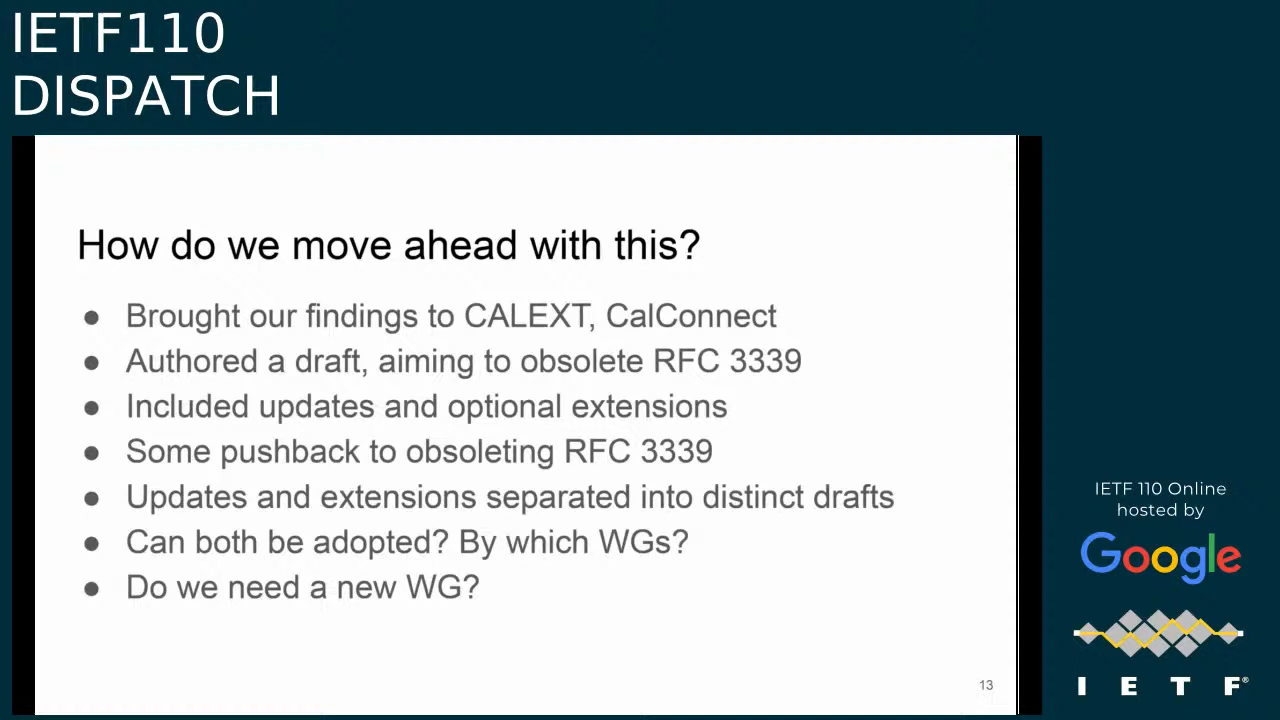 IETF110
DISPATCH
How do we move ahead with this?
● Brought our findings to CALEXT, CalConnect
● Authored a draft, aiming to obsolete RFC 3339
● Included updates and optional extensions
● Some pushback to obsoleting RFC 3339
● Updates and extensions separated into distinct drafts
● Can both be adopted? By which WGs?
● Do we need a new WG?
13
IETF 110 Online
hosted by
Google
I E T F®